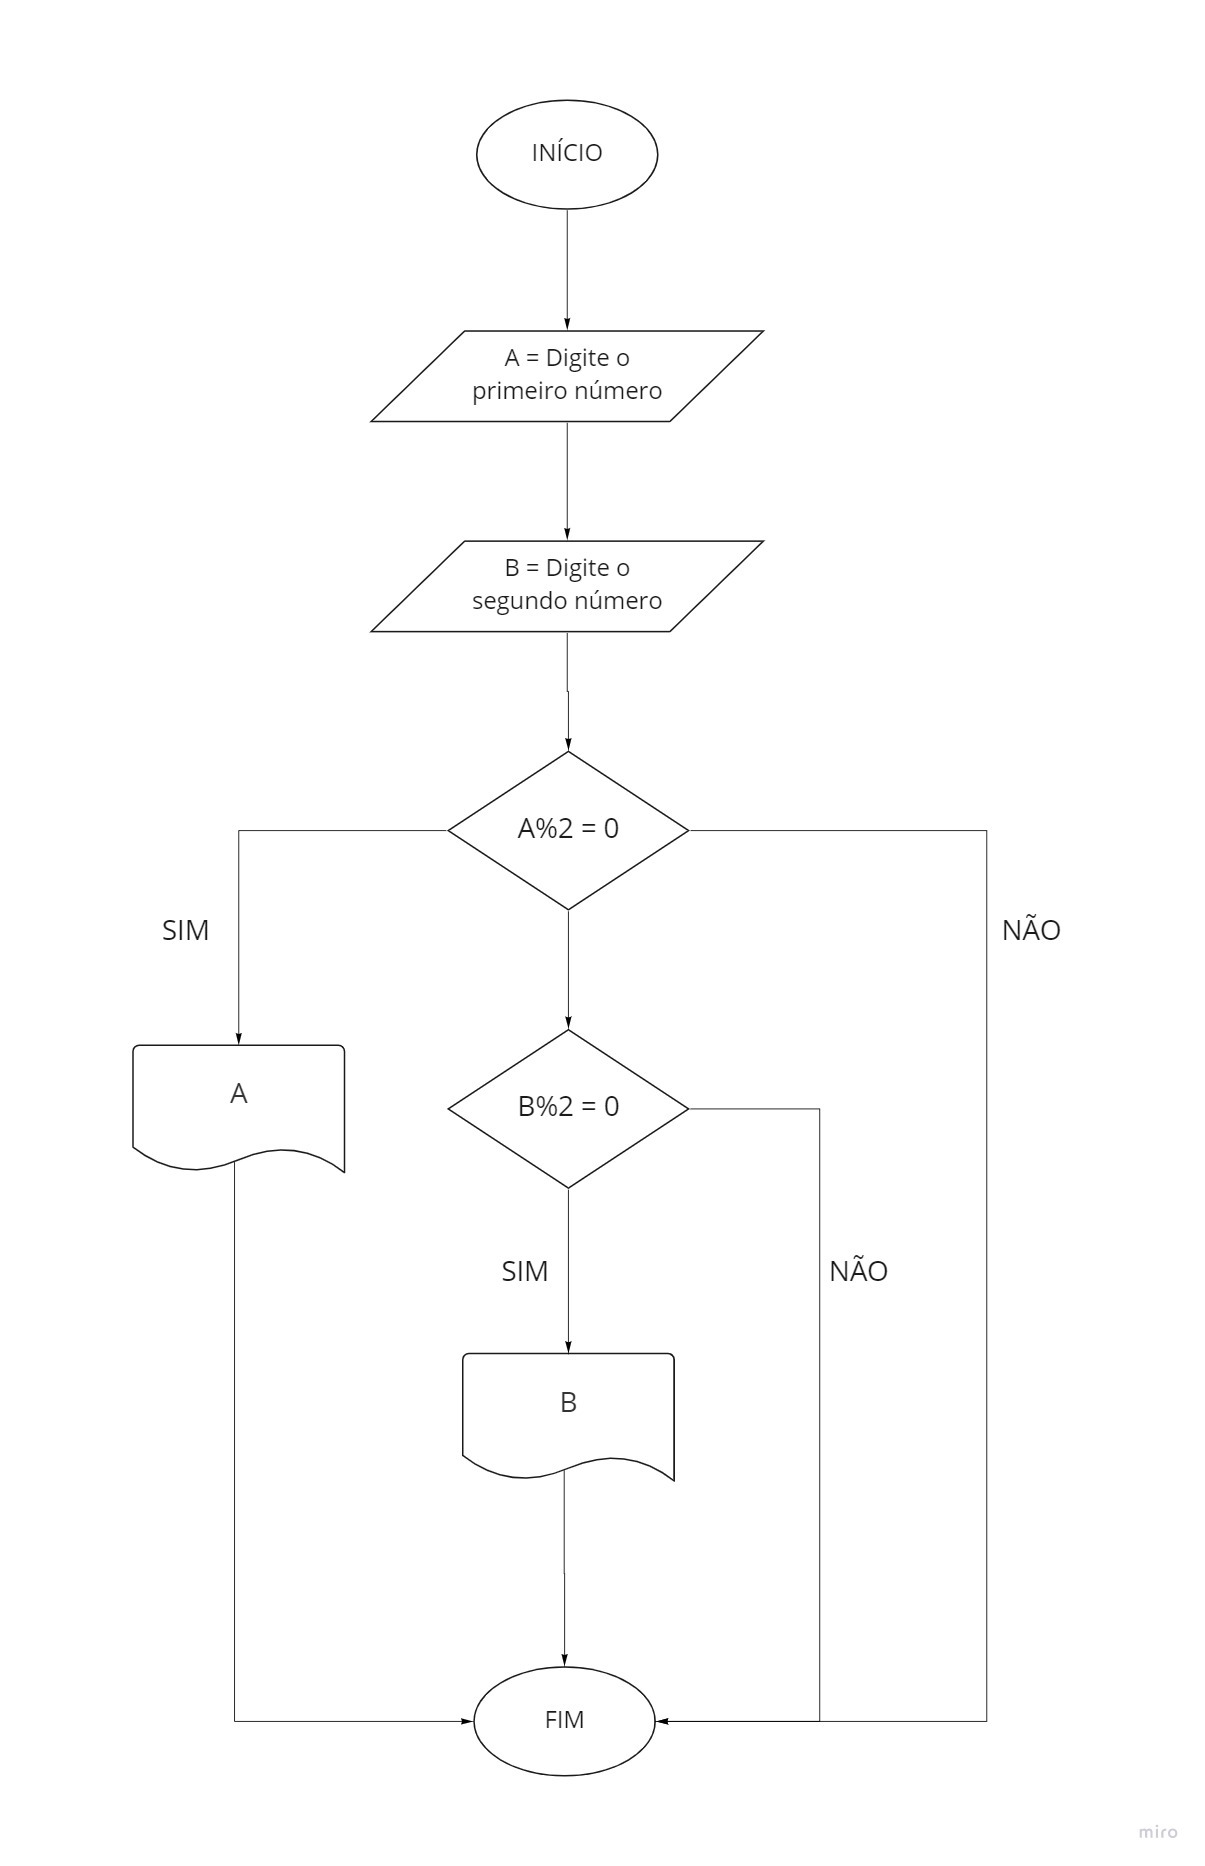 INÍCIO
A = Digite o
primeiro número
B = Digite o
segundo número
A%2 = 0
SIM
NÃO
A
B%2 = 0
SIM
NÃO
B
FIM
miro